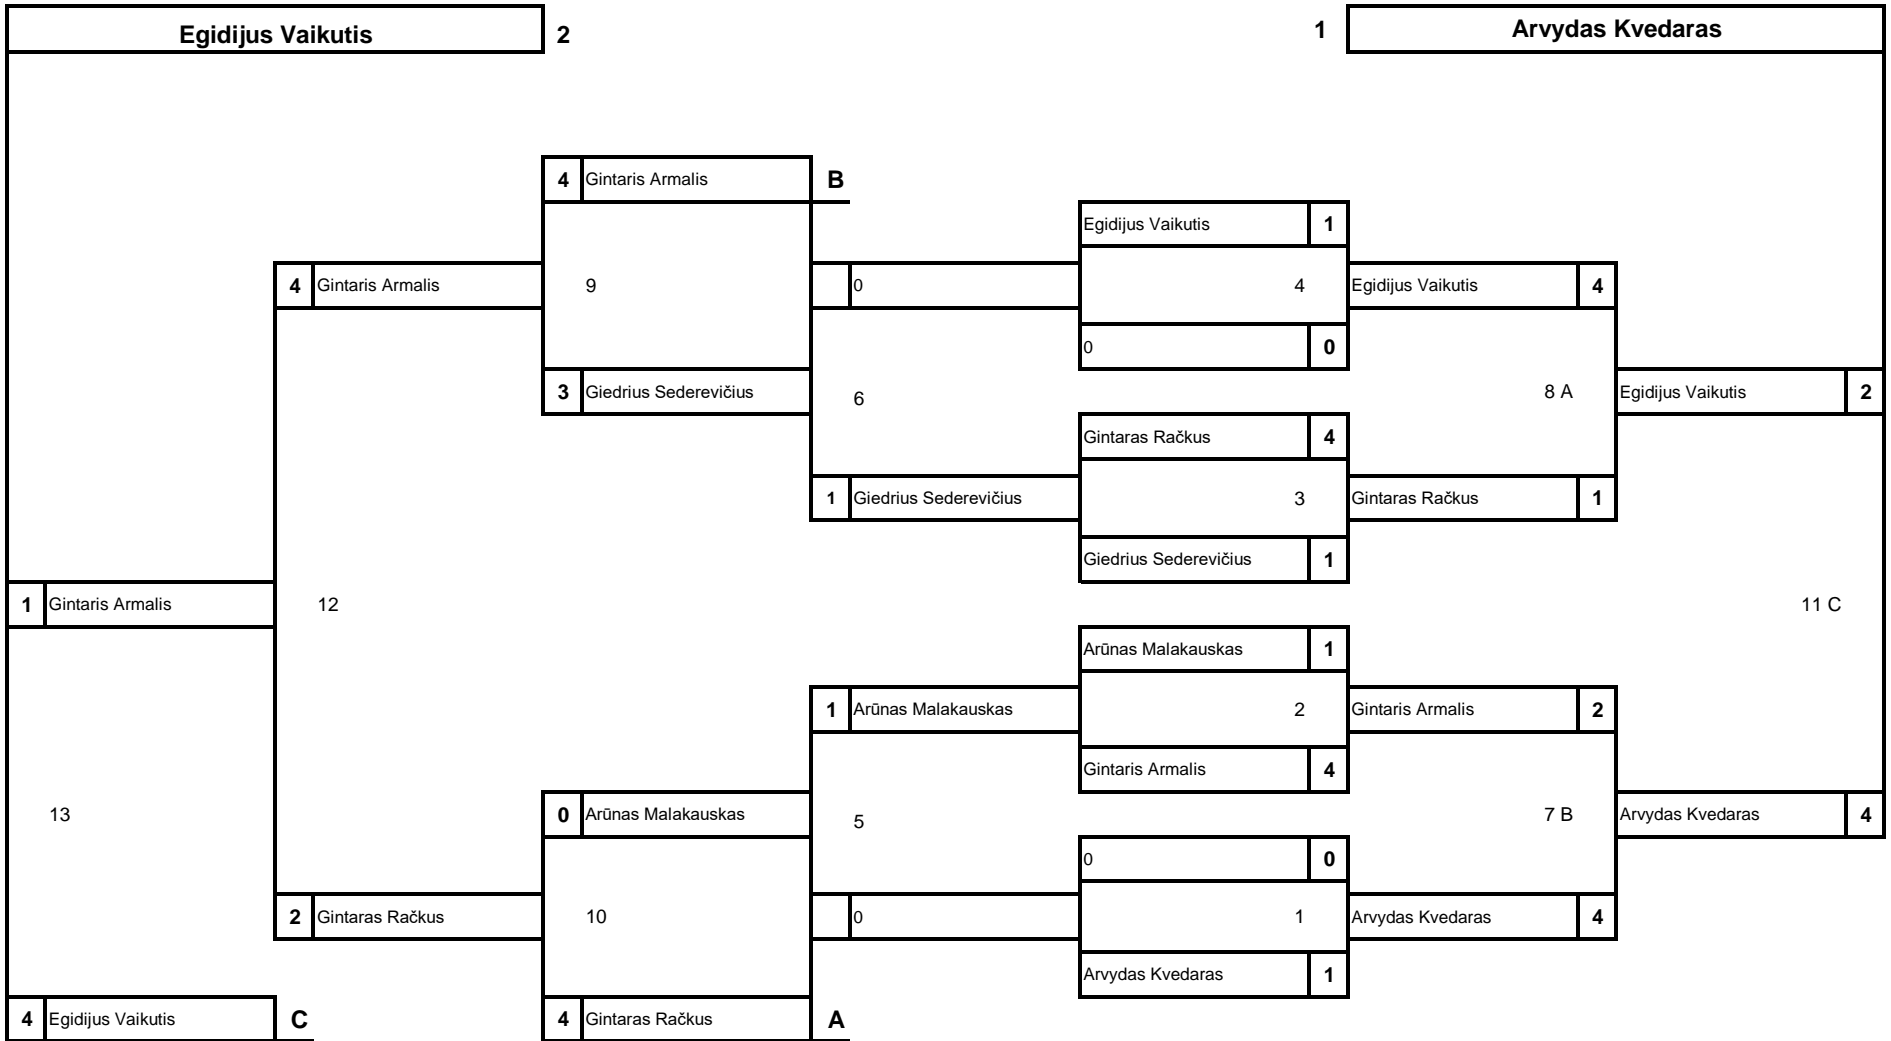 Egidijus Vaikutis 2 1 Arvydas Kvedaras
4 Gintaris Armalis B
Egidijus Vaikutis 1
4 Gintaris Armalis 9 0 4 Egidijus Vaikutis 4
0 0
3 Giedrius Sederevičius 6 8 A Egidijus Vaikutis 2
Gintaras Račkus 4
1 Giedrius Sederevičius 3 Gintaras Račkus 1
Giedrius Sederevičius 1
1 Gintaris Armalis 12 11 C
Arūnas Malakauskas 1
1 Arūnas Malakauskas 2 Gintaris Armalis 2
Gintaris Armalis 4
13 0 Arūnas Malakauskas 5 7 B Arvydas Kvedaras 4
0 0
2 Gintaras Račkus 10 0 1 Arvydas Kvedaras 4
Arvydas Kvedaras 1
4 Egidijus Vaikutis C 4 Gintaras Račkus A